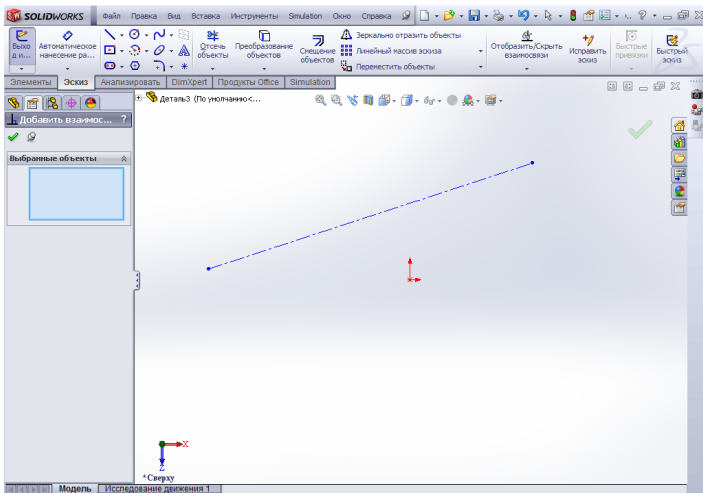 SOLIDWORKS Файл Правка Вид Вставка Инструменты Simulation Окно Справка
Выхо д и... Автоматическое нанесение ра... Отсечь объекты Преобразование объектов Смещение объектов Зеркально отразить объекты Линейный массив эскиза Переместить объекты Отобразить/Скрыть взаимосвязи Исправить эскиз Быстрые привязки Быстрый эскиз
Элементы Эскиз Анализировать DimXpert Продукты Office Simulation
Деталь3 (По умолчанию<...
Добавить взаимос... ?
Выбранные объекты
X
Z
*Сверху
Модель Исследование движения 1